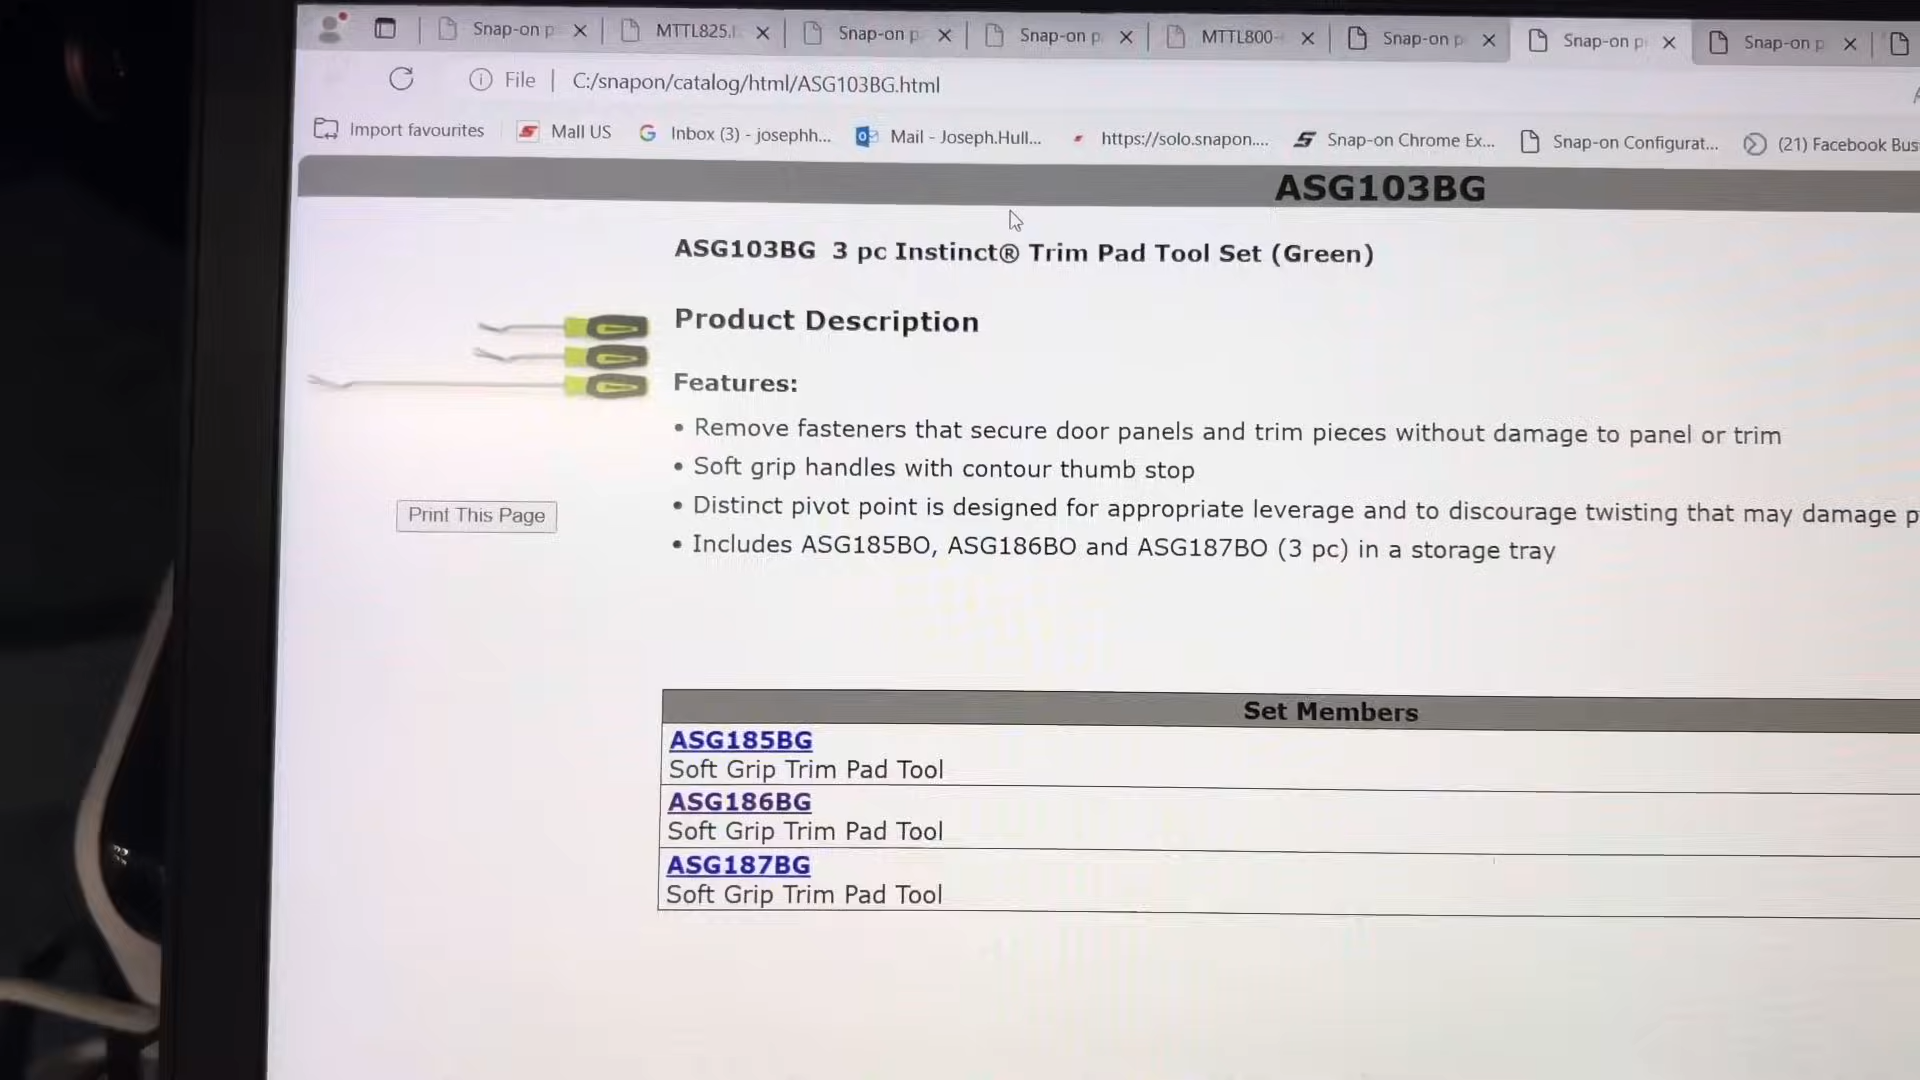 Snap-on p
MTTL825.
Snap-on p
Snap-on p
MTTL800-
Snap-on p
Snap-on p
Snap-on p
File
C:/snapon/catalog/html/ASG103BG.html
Import favourites
Mall US
Inbox (3) - josephh...
Mail - Joseph.Hull...
https://solo.snapon....
Snap-on Chrome Ex...
Snap-on Configurat...
(21) Facebook Bus
ASG103BG
ASG103BG 3 pc Instinct® Trim Pad Tool Set (Green)
Product Description
Features:
• Remove fasteners that secure door panels and trim pieces without damage to panel or trim
• Soft grip handles with contour thumb stop
• Distinct pivot point is designed for appropriate leverage and to discourage twisting that may damage p
• Includes ASG185BO, ASG186BO and ASG187BO (3 pc) in a storage tray
Print This Page
Set Members
ASG185BG
Soft Grip Trim Pad Tool
ASG186BG
Soft Grip Trim Pad Tool
ASG187BG
Soft Grip Trim Pad Tool